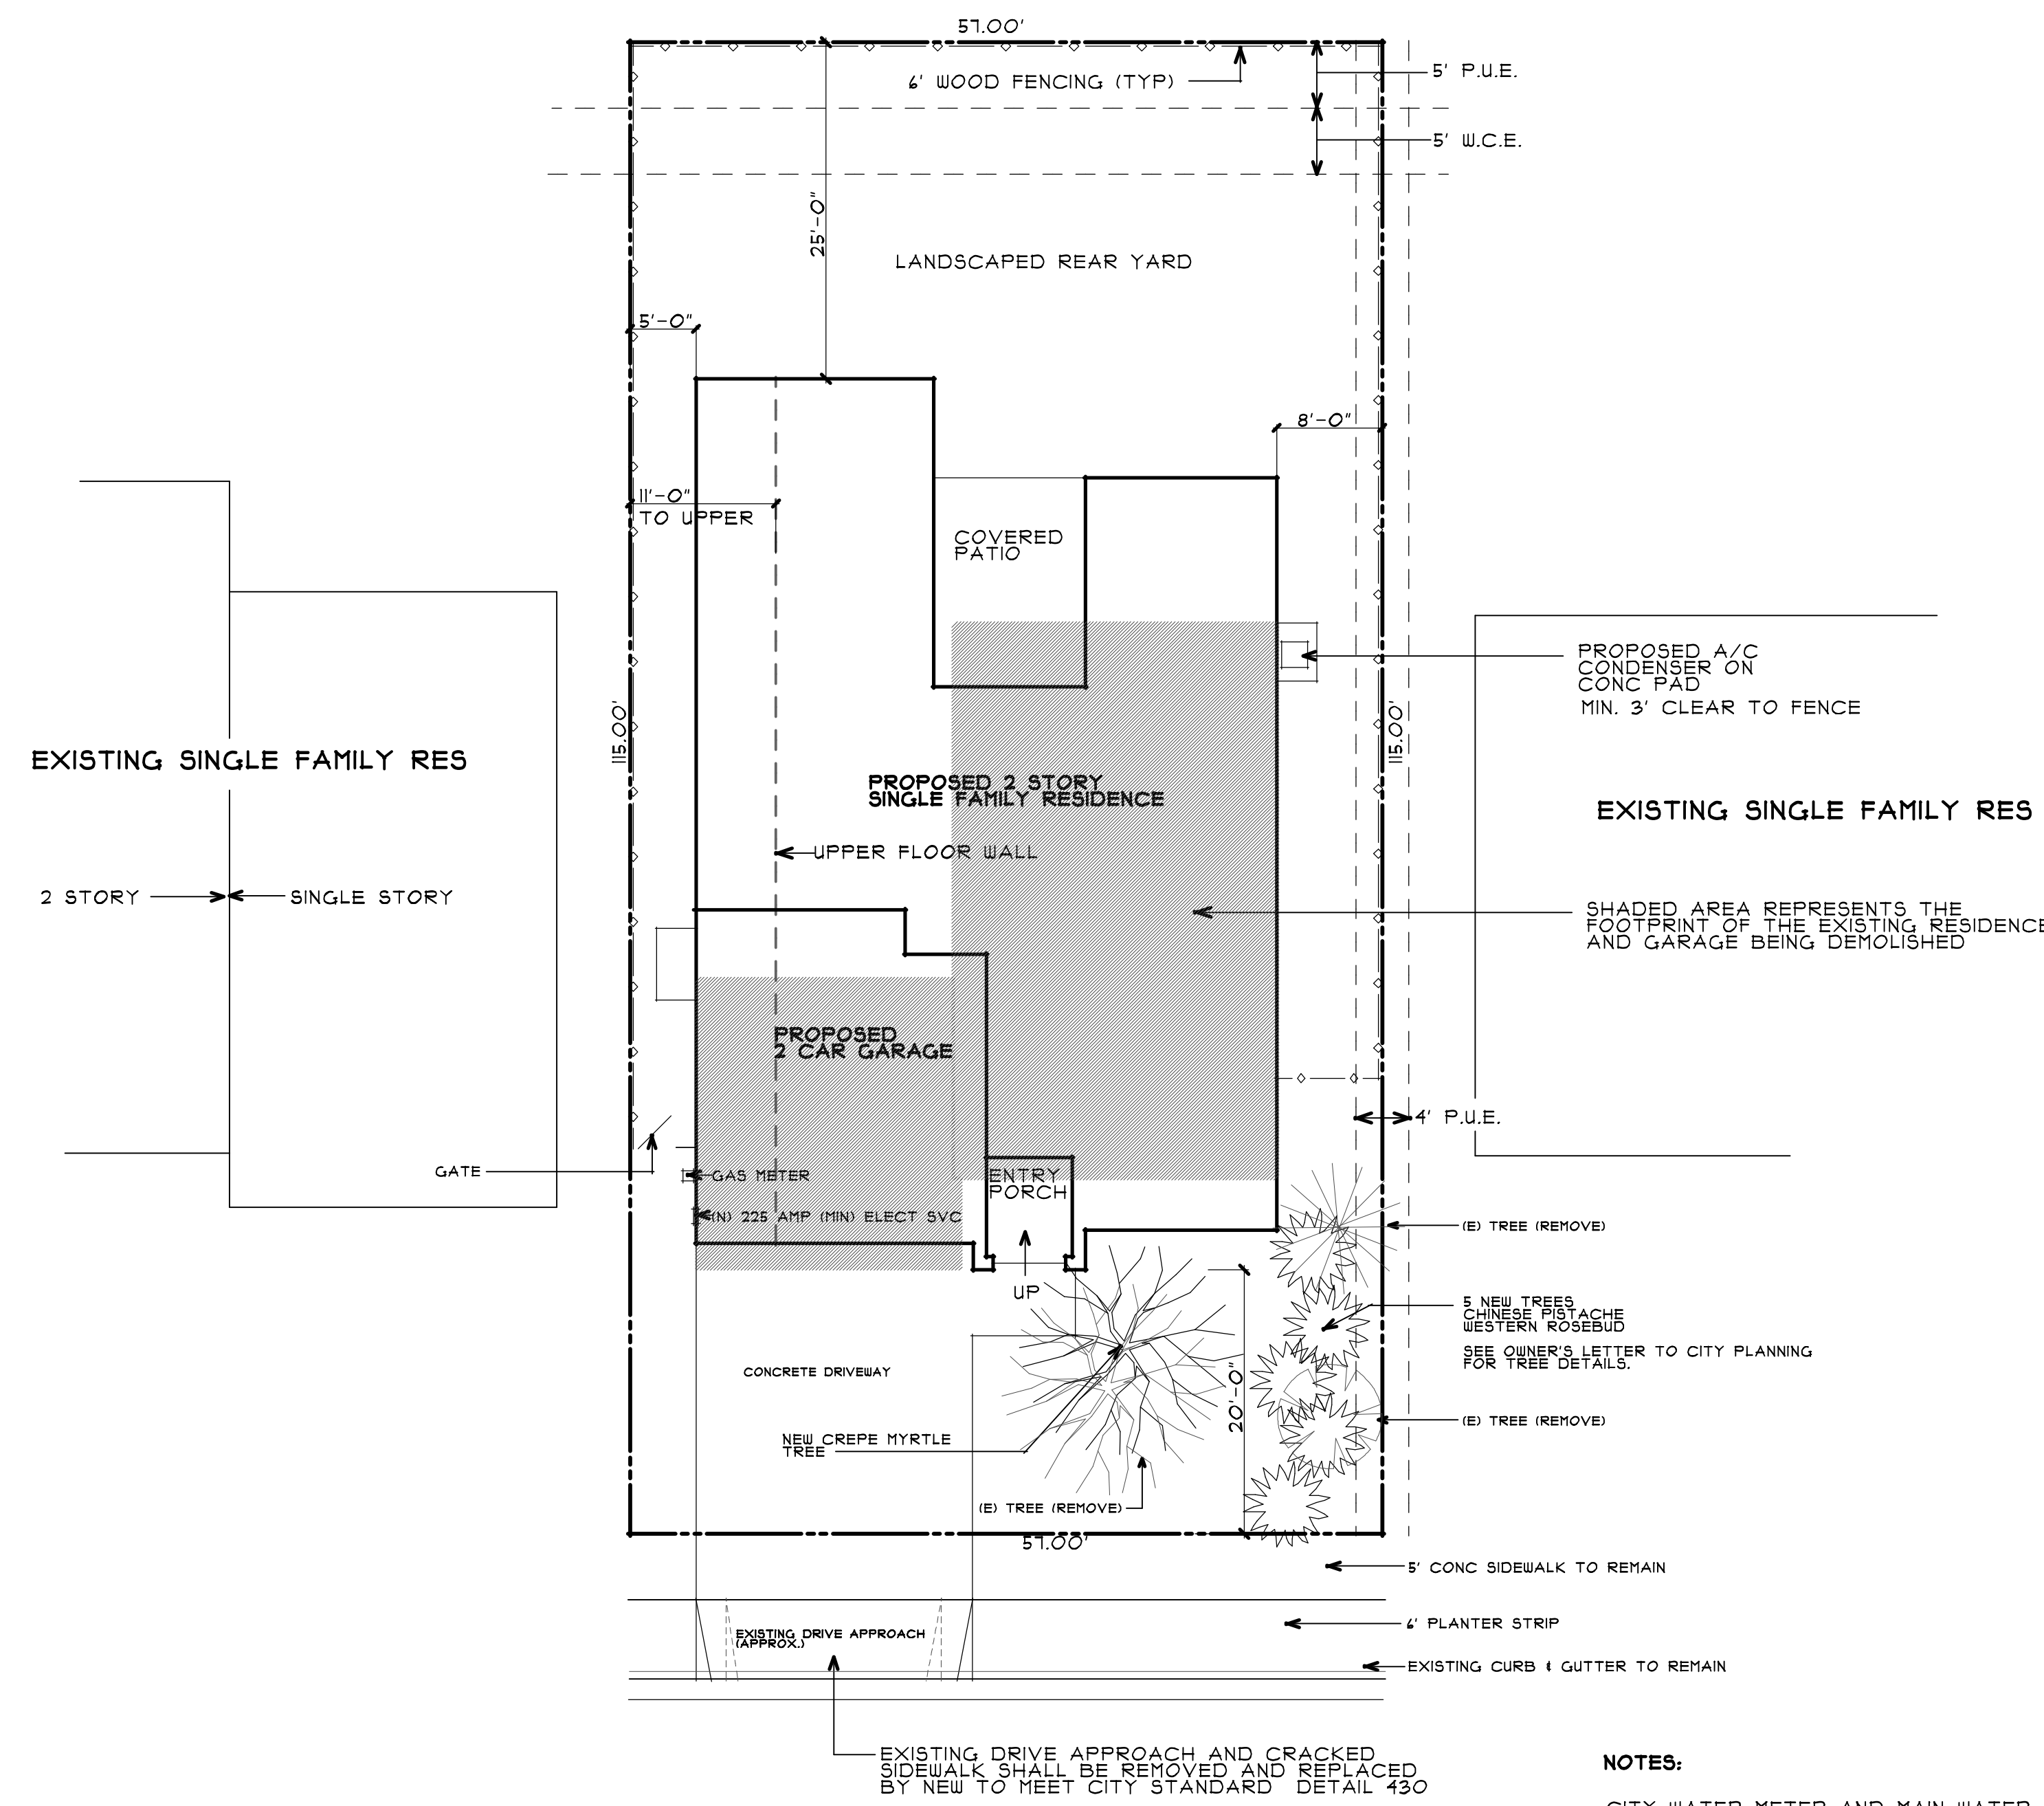 57.00'
6' WOOD FENCING (TYP)
5' P.U.E.
5' W.C.E.
25'-0"
LANDSCAPED REAR YARD
5'-0"
8'-0"
11'-0"
TO UPPER
COVERED
PATIO
PROPOSED A/C
CONDENSER ON
CONC PAD
MIN. 3' CLEAR TO FENCE
115.00'
115.00'
EXISTING SINGLE FAMILY RES
PROPOSED 2 STORY
SINGLE FAMILY RESIDENCE
EXISTING SINGLE FAMILY RES
UPPER FLOOR WALL
2 STORY
SINGLE STORY
SHADED AREA REPRESENTS THE
FOOTPRINT OF THE EXISTING RESIDENCE
AND GARAGE BEING DEMOLISHED
PROPOSED
2 CAR GARAGE
4' P.U.E.
GATE
GAS METER
ENTRY
PORCH
(N) 225 AMP (MIN) ELECT SVC
(E) TREE (REMOVE)
UP
5 NEW TREES
CHINESE PISTACHE
WESTERN ROSEBUD
SEE OWNER'S LETTER TO CITY PLANNING
FOR TREE DETAILS.
CONCRETE DRIVEWAY
20'-0"
(E) TREE (REMOVE)
NEW CREPE MYRTLE
TREE
(E) TREE (REMOVE)
57.00'
5' CONC SIDEWALK TO REMAIN
6' PLANTER STRIP
EXISTING DRIVE APPROACH
(APPROX.)
EXISTING CURB & GUTTER TO REMAIN
EXISTING DRIVE APPROACH AND CRACKED
SIDEWALK SHALL BE REMOVED AND REPLACED
BY NEW TO MEET CITY STANDARD DETAIL 430
NOTES:
CITY WATER METER AND MAIN WATER